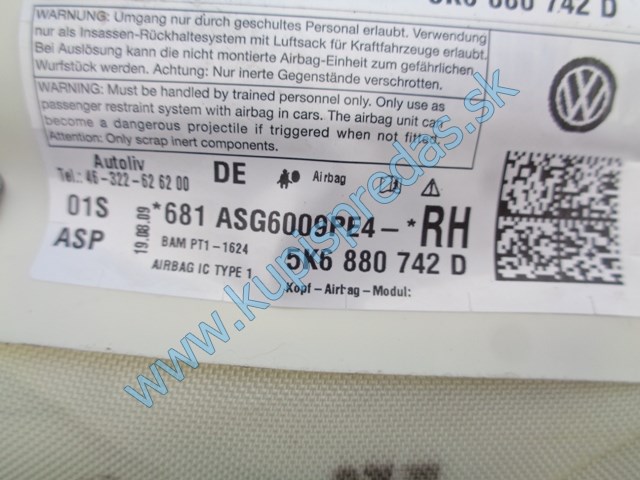 5K6 880 742 D
WARNUNG: Umgang nur durch geschultes Personal erlaubt. Verwendung
nur als Insassen-Rückhaltesystem mit Luftsack für Kraftfahrzeuge erlaubt.
Bei Auslösung kann die nicht montierte Airbag-Einheit zum gefährlichen
Wurfstück werden. Achtung: Nur inerte Gegenstände verschrotten.
WARNING: Must be handled by trained personnel only. Only use as
passenger restraint system with airbag in cars. The airbag unit can
become a dangerous projectile if triggered when not fitted.
Attention: Only scrap inert components.
Autoliv
Tel.: 46-322-62 62 00
DE
Airbag
01S
ASP
19.08.09
*681 ASG6009PE4-*RH
BAM PT1-1624
5K6 880 742 D
AIRBAG IC TYPE 1
Kopf-Airbag-Modul:
www.kupispredas.sk